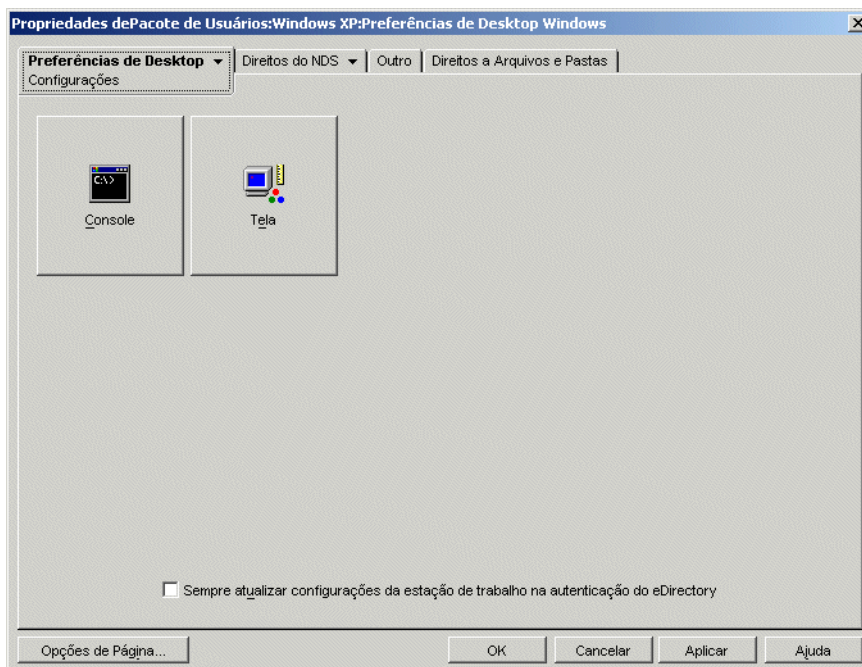 Propriedades dePacote de Usuários:Windows XP:Preferências de Desktop Windows
Preferências de Desktop Direitos do NDS Outro Direitos a Arquivos e Pastas
Configurações
C:\>
Console Tela
Sempre atualizar configurações da estação de trabalho na autenticação do eDirectory
Opções de Página... OK Cancelar Aplicar Ajuda